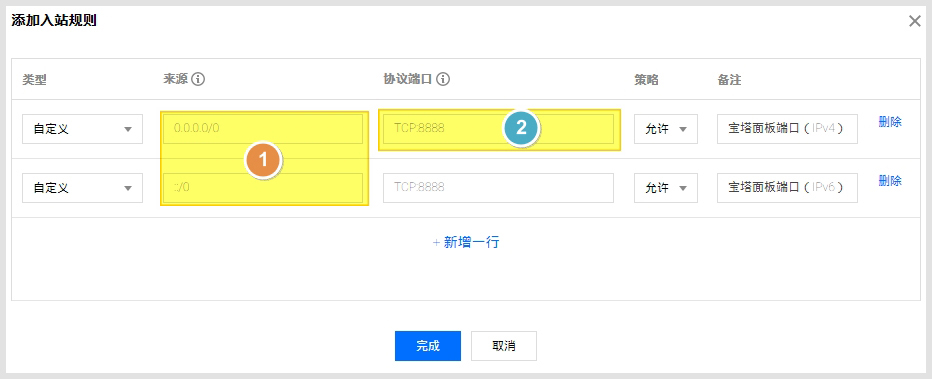 添加入站规则
类型 来源 协议端口 策略 备注
自定义 0.0.0.0/0 TCP:8888 允许 宝塔面板端口（IPv4） 删除
1 2
自定义 ::/0 TCP:8888 允许 宝塔面板端口（IPv6） 删除
+ 新增一行
完成 取消